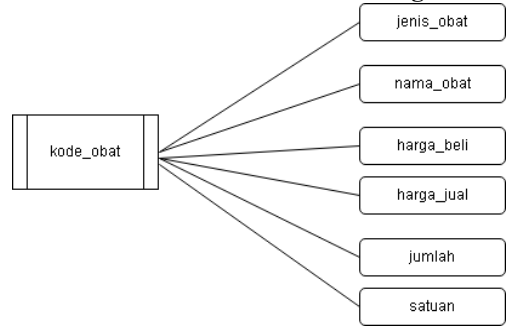 jenis_obat
nama_obat
kode_obat
harga_beli
harga_jual
jumlah
satuan